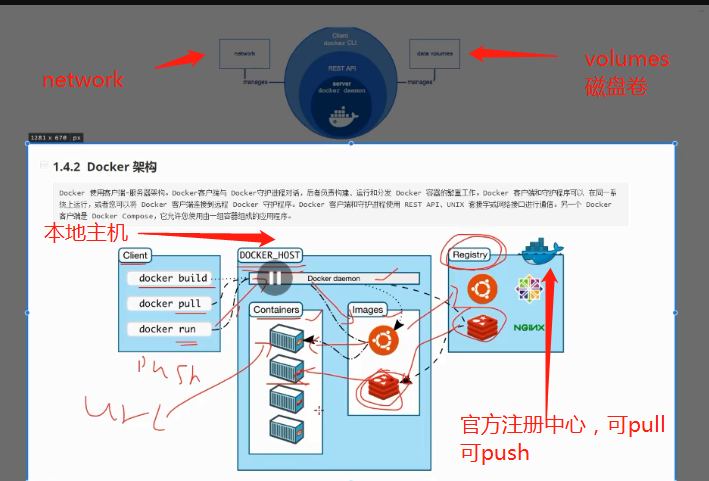 Client
docker CLI
network
data volumes
REST API
manages
manages
server
docker daemon
network
volumes
磁盘卷
1281 x 670 px
1.4.2 Docker 架构
Docker 使用客户端-服务器架构。Docker客户端与 Docker守护进程对话，后者负责构建、运行和分发 Docker 容器的繁重工作。Docker 客户端和守护程序可以 在同一系
统上运行，或者您可以将 Docker 客户端连接到远程 Docker 守护程序。Docker 客户端和守护进程使用 REST API、UNIX 套接字或网络接口进行通信。另一个 Docker
客户端是 Docker Compose，它允许您使用由一组容器组成的应用程序。
本地主机
Client
DOCKER_HOST
Registry
docker build
Docker daemon
docker pull
Containers
Images
docker run
NGINX
push
url
官方注册中心，可pull
可push